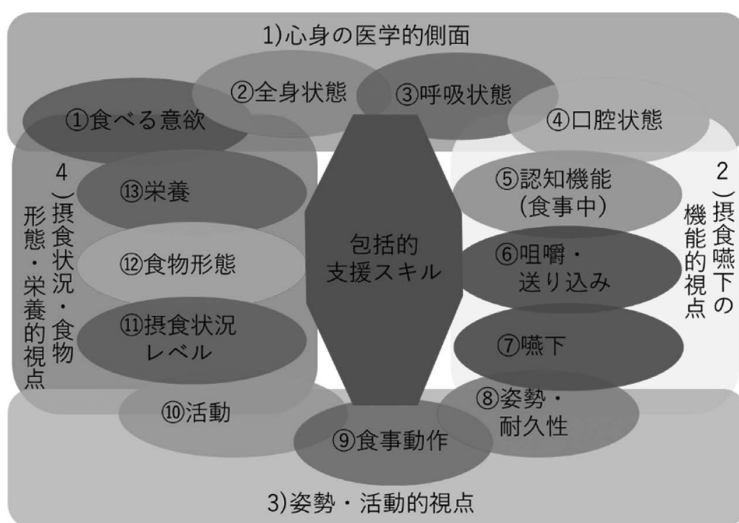 1)心身の医学的側面
②全身状態
③呼吸状態
①食べる意欲
④口腔状態
⑬栄養
⑤認知機能
(食事中)
⑫食物形態
包括的
支援スキル
⑥咀嚼・
送り込み
⑪摂食状況
レベル
⑦嚥下
⑩活動
⑧姿勢・
耐久性
⑨食事動作
4)摂食状況・食物
形態・栄養的視点
2)摂食嚥下の
機能的視点
3)姿勢・活動的視点